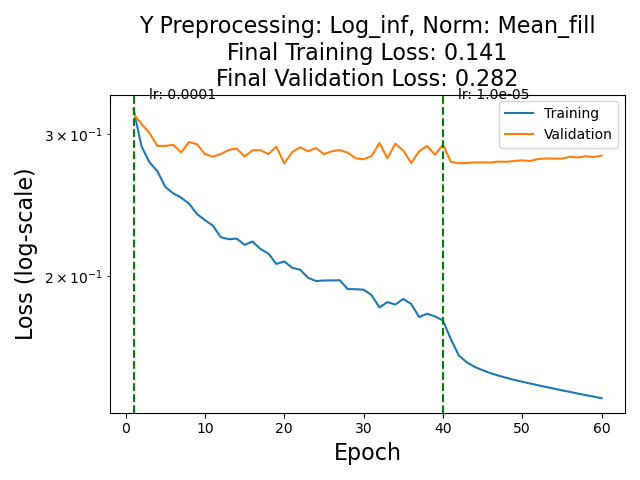 Y Preprocessing: Log_inf, Norm: Mean_fill
Final Training Loss: 0.141
Final Validation Loss: 0.282
lr: 0.0001
lr: 1.0e-05
Training
Validation
3 × 10⁻¹
2 × 10⁻¹
Loss (log-scale)
0 10 20 30 40 50 60
Epoch